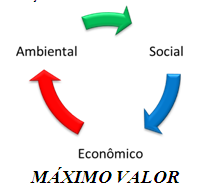 Ambiental Social
Econômico
MÁXIMO VALOR